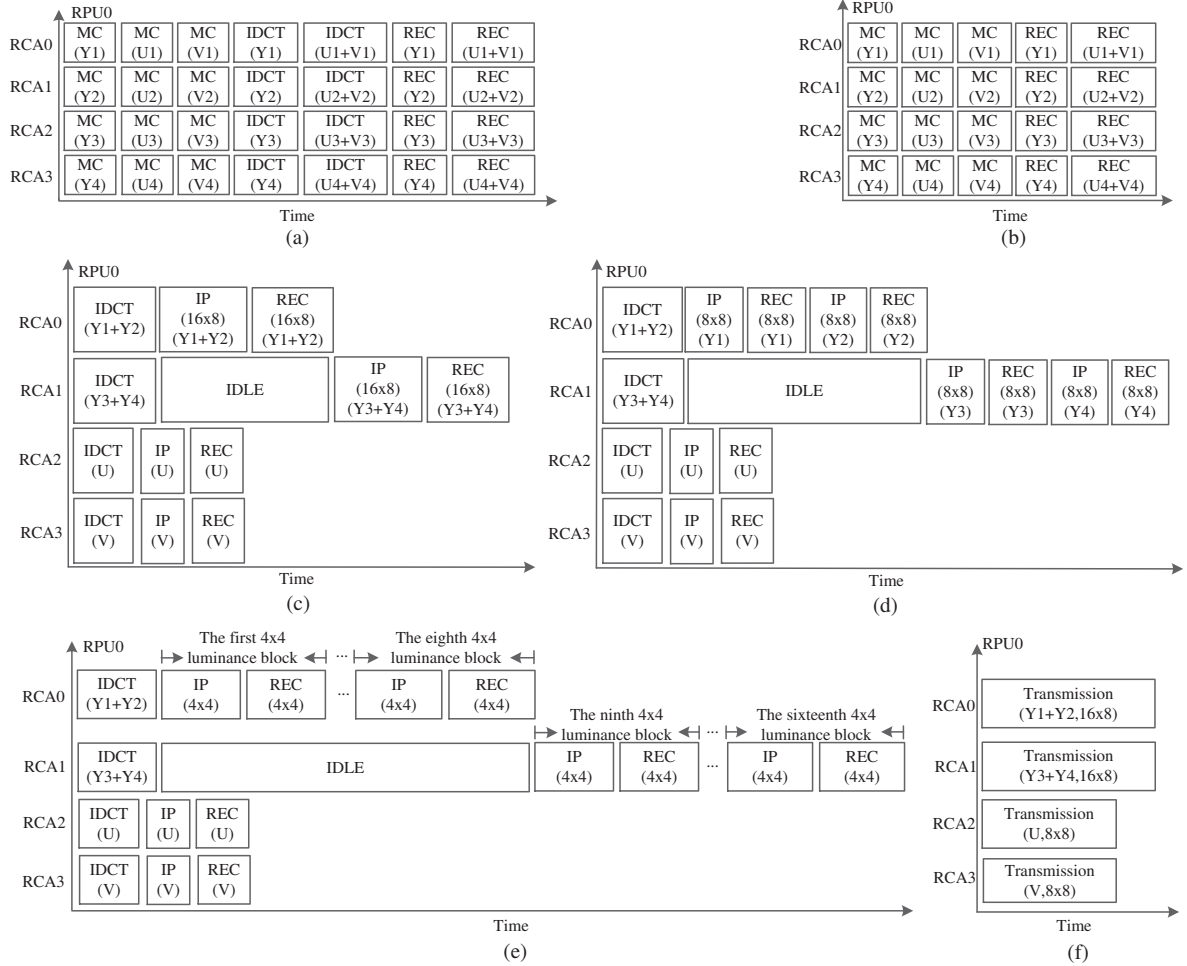 RPU0
RCA0
MC MC MC IDCT IDCT REC REC
(Y1) (U1) (V1) (Y1) (U1+V1) (Y1) (U1+V1)
RCA1
MC MC MC IDCT IDCT REC REC
(Y2) (U2) (V2) (Y2) (U2+V2) (Y2) (U2+V2)
RCA2
MC MC MC IDCT IDCT REC REC
(Y3) (U3) (V3) (Y3) (U3+V3) (Y3) (U3+V3)
RCA3
MC MC MC IDCT IDCT REC REC
(Y4) (U4) (V4) (Y4) (U4+V4) (Y4) (U4+V4)
Time
(a)
RPU0
RCA0
MC MC MC REC REC
(Y1) (U1) (V1) (Y1) (U1+V1)
RCA1
MC MC MC REC REC
(Y2) (U2) (V2) (Y2) (U2+V2)
RCA2
MC MC MC REC REC
(Y3) (U3) (V3) (Y3) (U3+V3)
RCA3
MC MC MC REC REC
(Y4) (U4) (V4) (Y4) (U4+V4)
Time
(b)
RPU0
RCA0
IDCT
(Y1+Y2)
IP
(16x8)
(Y1+Y2)
REC
(16x8)
(Y1+Y2)
RCA1
IDCT
(Y3+Y4)
IDLE
IP
(16x8)
(Y3+Y4)
REC
(16x8)
(Y3+Y4)
RCA2
IDCT IP REC
(U) (U) (U)
RCA3
IDCT IP REC
(V) (V) (V)
Time
(c)
RPU0
RCA0
IDCT
(Y1+Y2)
IP REC IP REC
(8x8) (8x8) (8x8) (8x8)
(Y1) (Y1) (Y2) (Y2)
RCA1
IDCT
(Y3+Y4)
IDLE
IP REC IP REC
(8x8) (8x8) (8x8) (8x8)
(Y3) (Y3) (Y4) (Y4)
RCA2
IDCT IP REC
(U) (U) (U)
RCA3
IDCT IP REC
(V) (V) (V)
Time
(d)
RPU0
The first 4x4 ... The eighth 4x4
luminance block luminance block
RCA0
IDCT IP REC ... IP REC
(Y1+Y2) (4x4) (4x4) (4x4) (4x4)
The ninth 4x4 ... The sixteenth 4x4
luminance block luminance block
RCA1
IDCT IDLE IP REC ... IP REC
(Y3+Y4) (4x4) (4x4) (4x4) (4x4)
RCA2
IDCT IP REC
(U) (U) (U)
RCA3
IDCT IP REC
(V) (V) (V)
Time
(e)
RPU0
RCA0
Transmission
(Y1+Y2,16x8)
RCA1
Transmission
(Y3+Y4,16x8)
RCA2
Transmission
(U,8x8)
RCA3
Transmission
(V,8x8)
Time
(f)